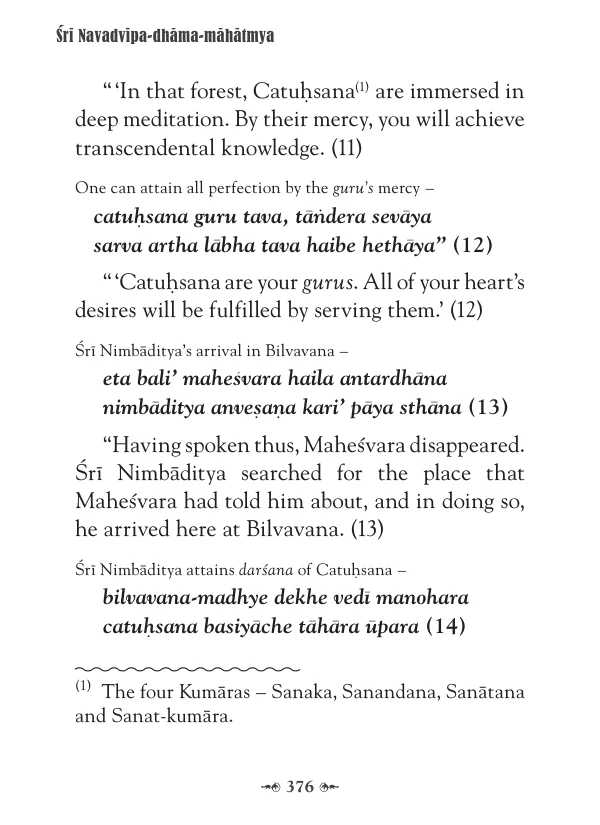 Śrī Navadvīpa-dhāma-māhātmya
“ ‘In that forest, Catuḥsana(1) are immersed in
deep meditation. By their mercy, you will achieve
transcendental knowledge. (11)
One can attain all perfection by the guru’s mercy –
catuḥsana guru tava, tāṅdera sevāya
sarva artha lābha tava haibe hethāya” (12)
“ ‘Catuḥsana are your gurus. All of your heart’s
desires will be fulfilled by serving them.’ (12)
Śrī Nimbāditya’s arrival in Bilvavana –
eta bali’ maheśvara haila antardhāna
nimbāditya anveṣaṇa kari’ pāya sthāna (13)
“Having spoken thus, Maheśvara disappeared.
Śrī Nimbāditya searched for the place that
Maheśvara had told him about, and in doing so,
he arrived here at Bilvavana. (13)
Śrī Nimbāditya attains darśana of Catuḥsana –
bilvavana-madhye dekhe vedī manohara
catuḥsana basiyāche tāhāra ūpara (14)
(1) The four Kumāras – Sanaka, Sanandana, Sanātana
and Sanat-kumāra.
376